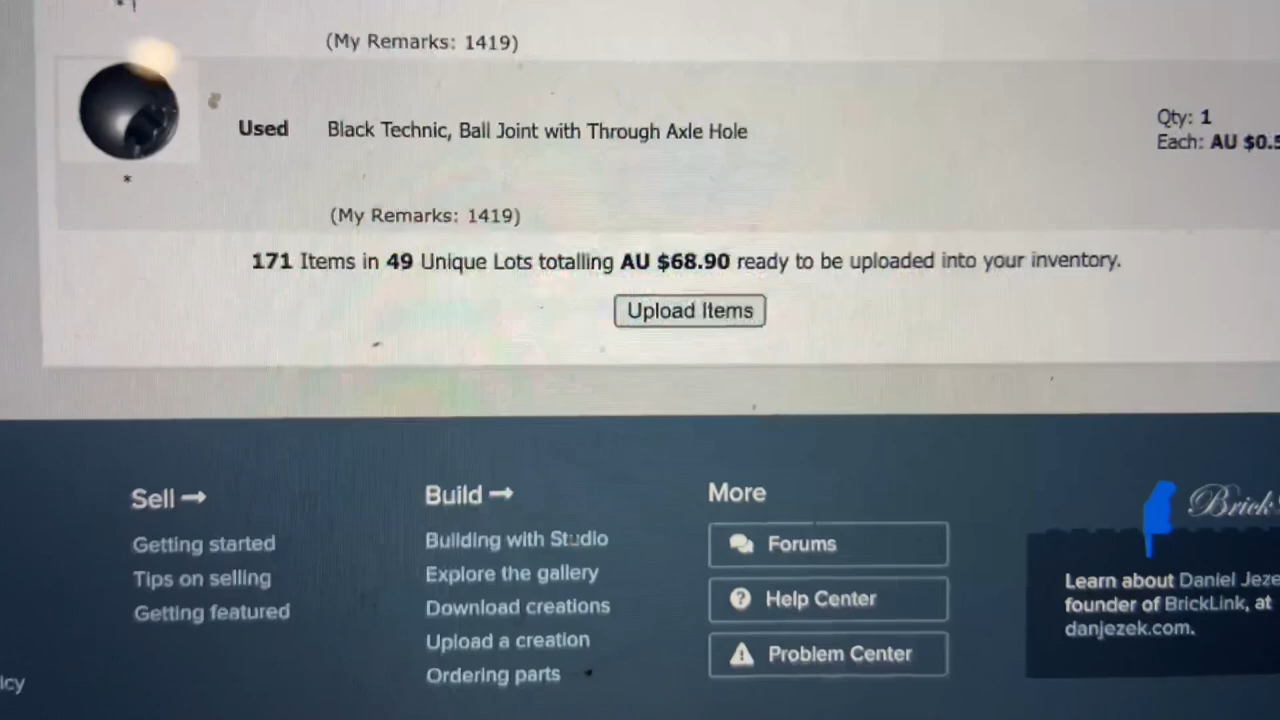 (My Remarks: 1419)
Used Black Technic, Ball Joint with Through Axle Hole
Qty: 1
Each: AU
*
(My Remarks: 1419)
171 Items in 49 Unique Lots totalling AU $68.90 ready to be uploaded into your inventory.
Upload Items
Sell →
Getting started
Tips on selling
Getting featured
Build →
Building with Studio
Explore the gallery
Download creations
Upload a creation
Ordering parts
More
Forums
Help Center
Problem Center
Learn about Daniel
founder of BrickLink, at
danjezek.com.